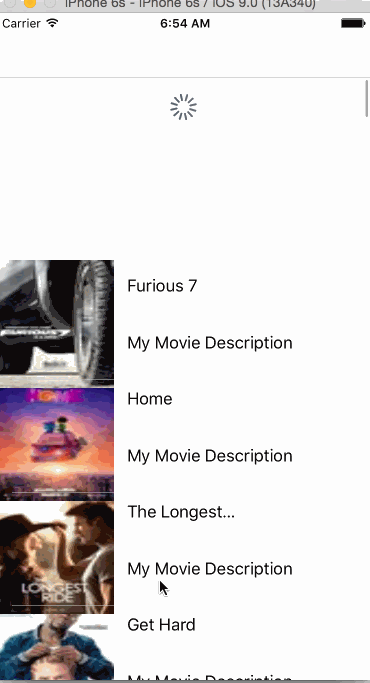 iPhone 6s - iPhone 6s / iOS 9.0 (13A340)
Carrier 6:54 AM
Furious 7
My Movie Description
Home
My Movie Description
The Longest...
My Movie Description
LONGEST
RIDE
Get Hard
My Movie Description